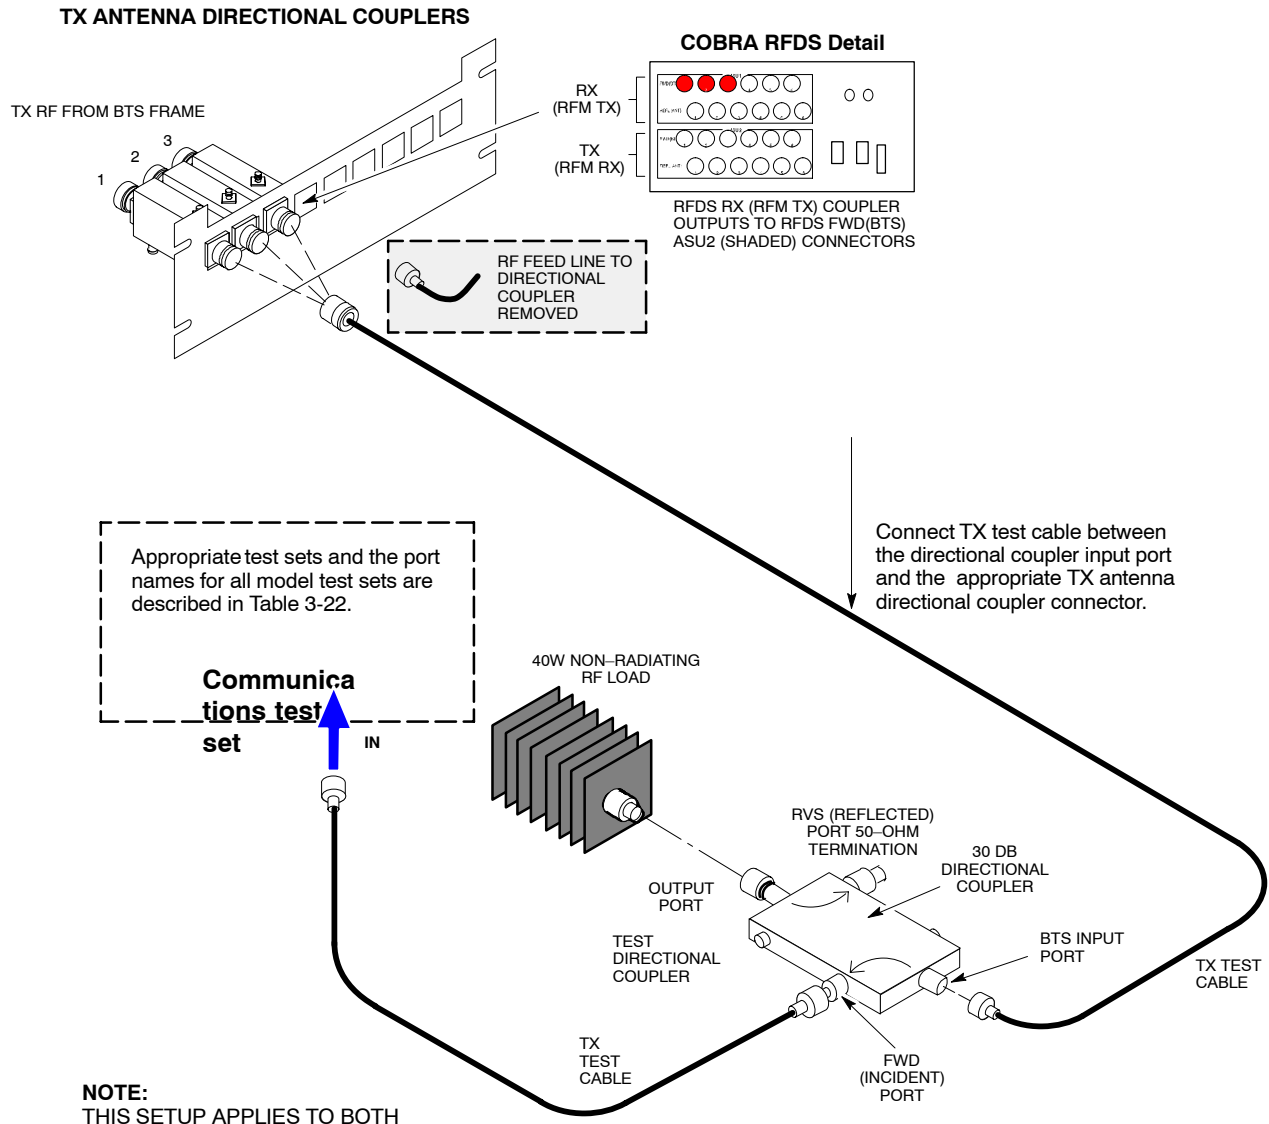 TX ANTENNA DIRECTIONAL COUPLERS
COBRA RFDS Detail
TX RF FROM BTS FRAME
1
2
3
RX
(RFM TX)
TX
(RFM RX)
RFDS RX (RFM TX) COUPLER
OUTPUTS TO RFDS FWD(BTS)
ASU2 (SHADED) CONNECTORS
RF FEED LINE TO
DIRECTIONAL
COUPLER
REMOVED
Connect TX test cable between
the directional coupler input port
and the appropriate TX antenna
directional coupler connector.
Appropriate test sets and the port
names for all model test sets are
described in Table 3-22.
Communica
tions test
set
IN
40W NON–RADIATING
RF LOAD
RVS (REFLECTED)
PORT 50–OHM
TERMINATION
30 DB
DIRECTIONAL
COUPLER
OUTPUT
PORT
TEST
DIRECTIONAL
COUPLER
BTS INPUT
PORT
TX TEST
CABLE
TX
TEST
CABLE
FWD
(INCIDENT)
PORT
NOTE:
THIS SETUP APPLIES TO BOTH